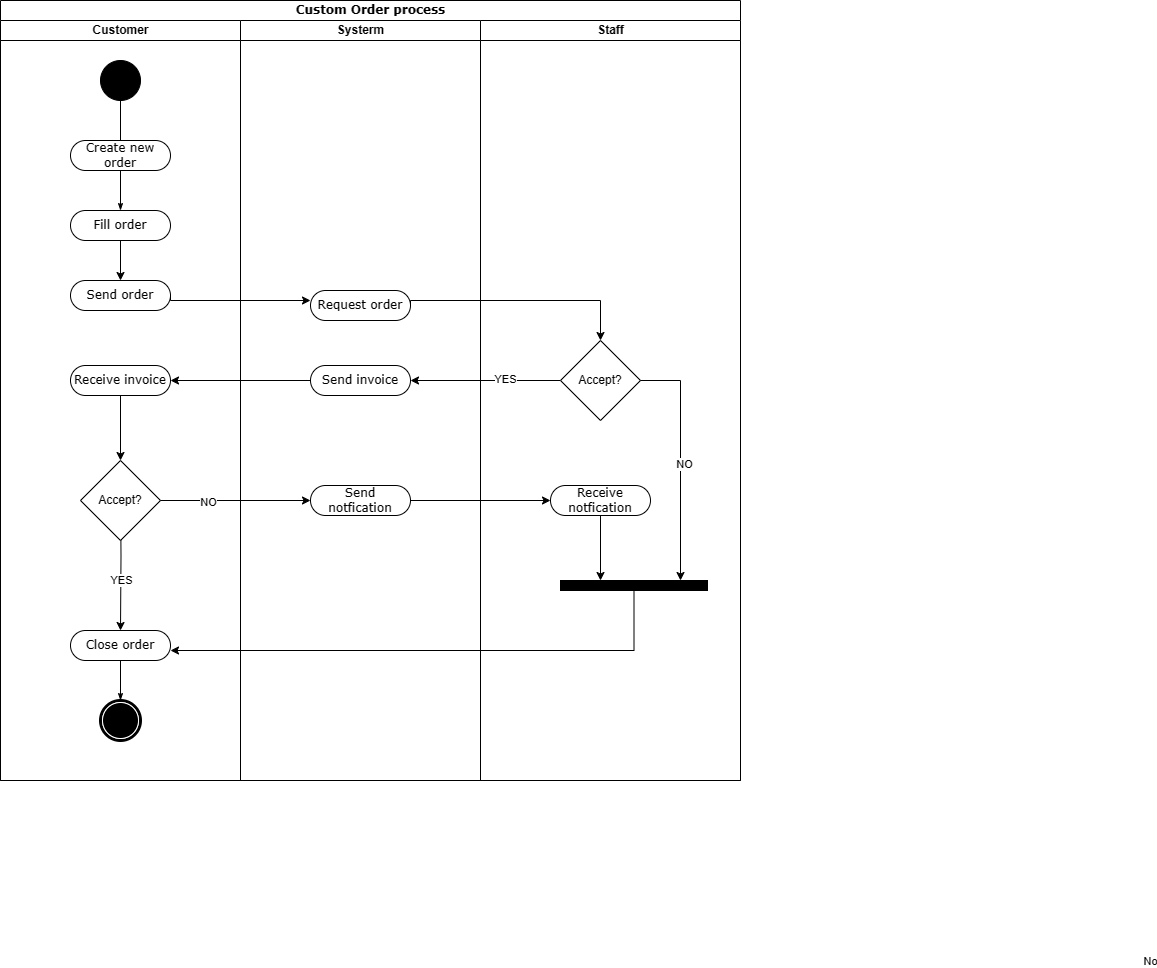 Custom Order process
Customer
Systerm
Staff
Create new
order
Fill order
Send order
Request order
Receive invoice
Send invoice
YES
Accept?
NO
Accept?
NO
Send
notfication
Receive
notfication
YES
Close order
No